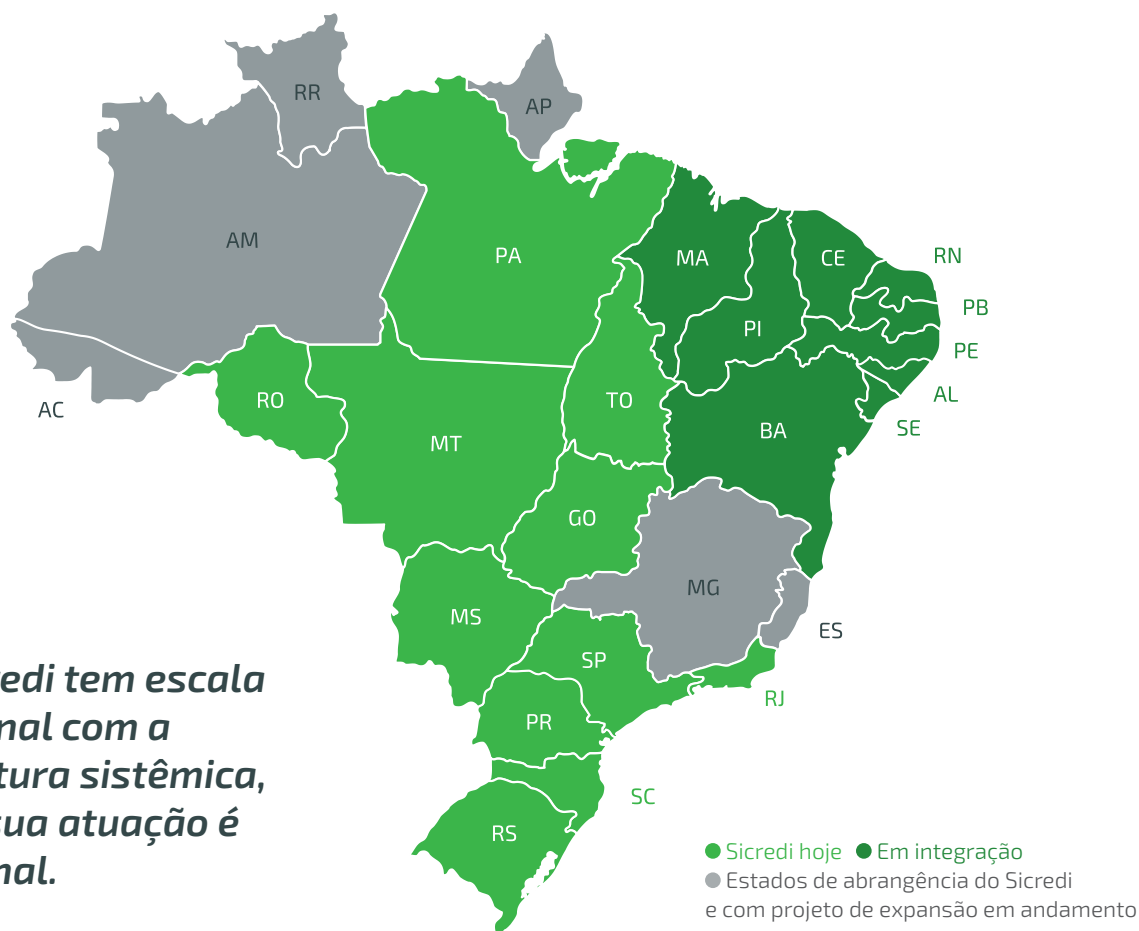 RR
AP
AM
PA
MA
CE
RN
PB
PI
PE
AL
SE
AC
RO
TO
BA
MT
GO
MG
MS
ES
SP
RJ
PR
SC
RS
edi tem escala
nal com a
tura sistêmica,
sua atuação é
nal.
Sicredi hoje Em integração
Estados de abrangência do Sicredi
e com projeto de expansão em andamento